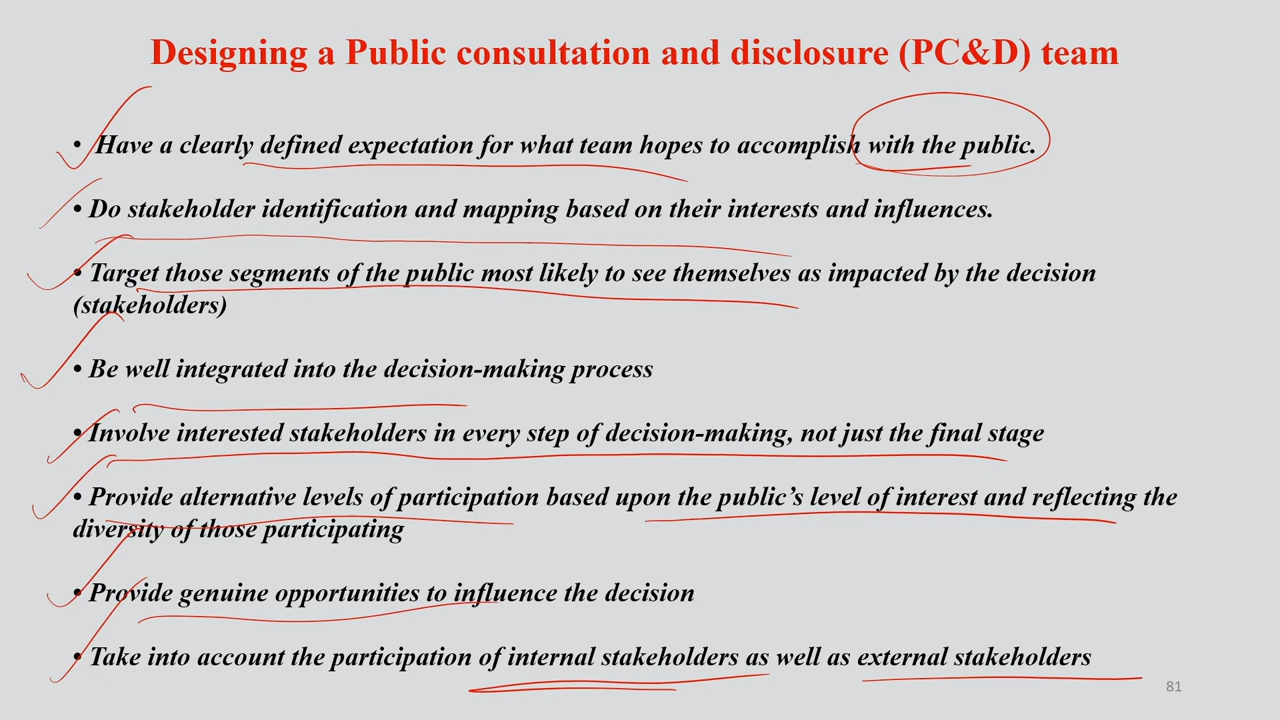 Designing a Public consultation and disclosure (PC&D) team
• Have a clearly defined expectation for what team hopes to accomplish with the public.
• Do stakeholder identification and mapping based on their interests and influences.
• Target those segments of the public most likely to see themselves as impacted by the decision
(stakeholders)
• Be well integrated into the decision-making process
• Involve interested stakeholders in every step of decision-making, not just the final stage
• Provide alternative levels of participation based upon the public’s level of interest and reflecting the
diversity of those participating
• Provide genuine opportunities to influence the decision
• Take into account the participation of internal stakeholders as well as external stakeholders
81